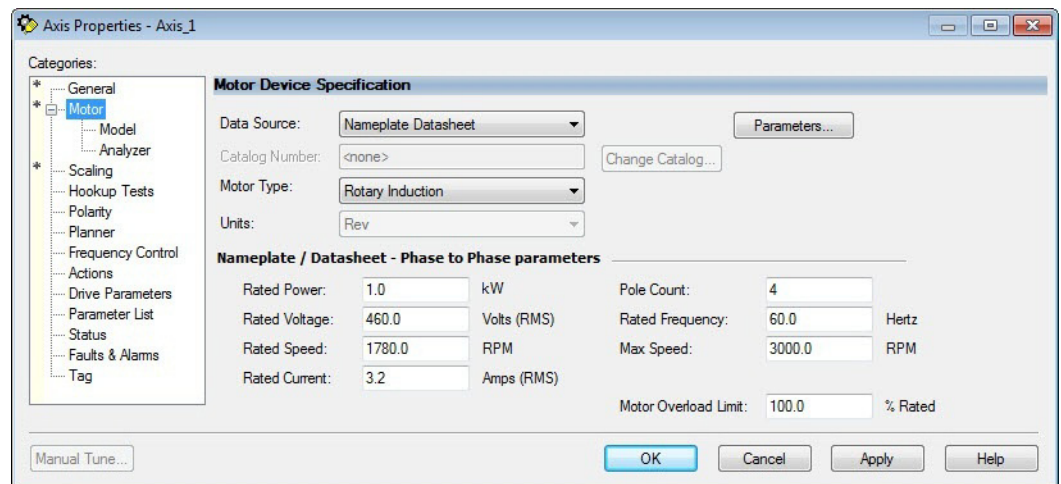 Axis Properties - Axis_1
Categories:
* General
* Motor
Model
Analyzer
* Scaling
Hookup Tests
Polarity
Planner
Frequency Control
Actions
Drive Parameters
Parameter List
Status
Faults & Alarms
Tag
Motor Device Specification
Data Source: Nameplate Datasheet Parameters...
Catalog Number: <none> Change Catalog...
Motor Type: Rotary Induction
Units: Rev
Nameplate / Datasheet - Phase to Phase parameters
Rated Power: 1.0 kW Pole Count: 4
Rated Voltage: 460.0 Volts (RMS) Rated Frequency: 60.0 Hertz
Rated Speed: 1780.0 RPM Max Speed: 3000.0 RPM
Rated Current: 3.2 Amps (RMS)
Motor Overload Limit: 100.0 % Rated
Manual Tune... OK Cancel Apply Help